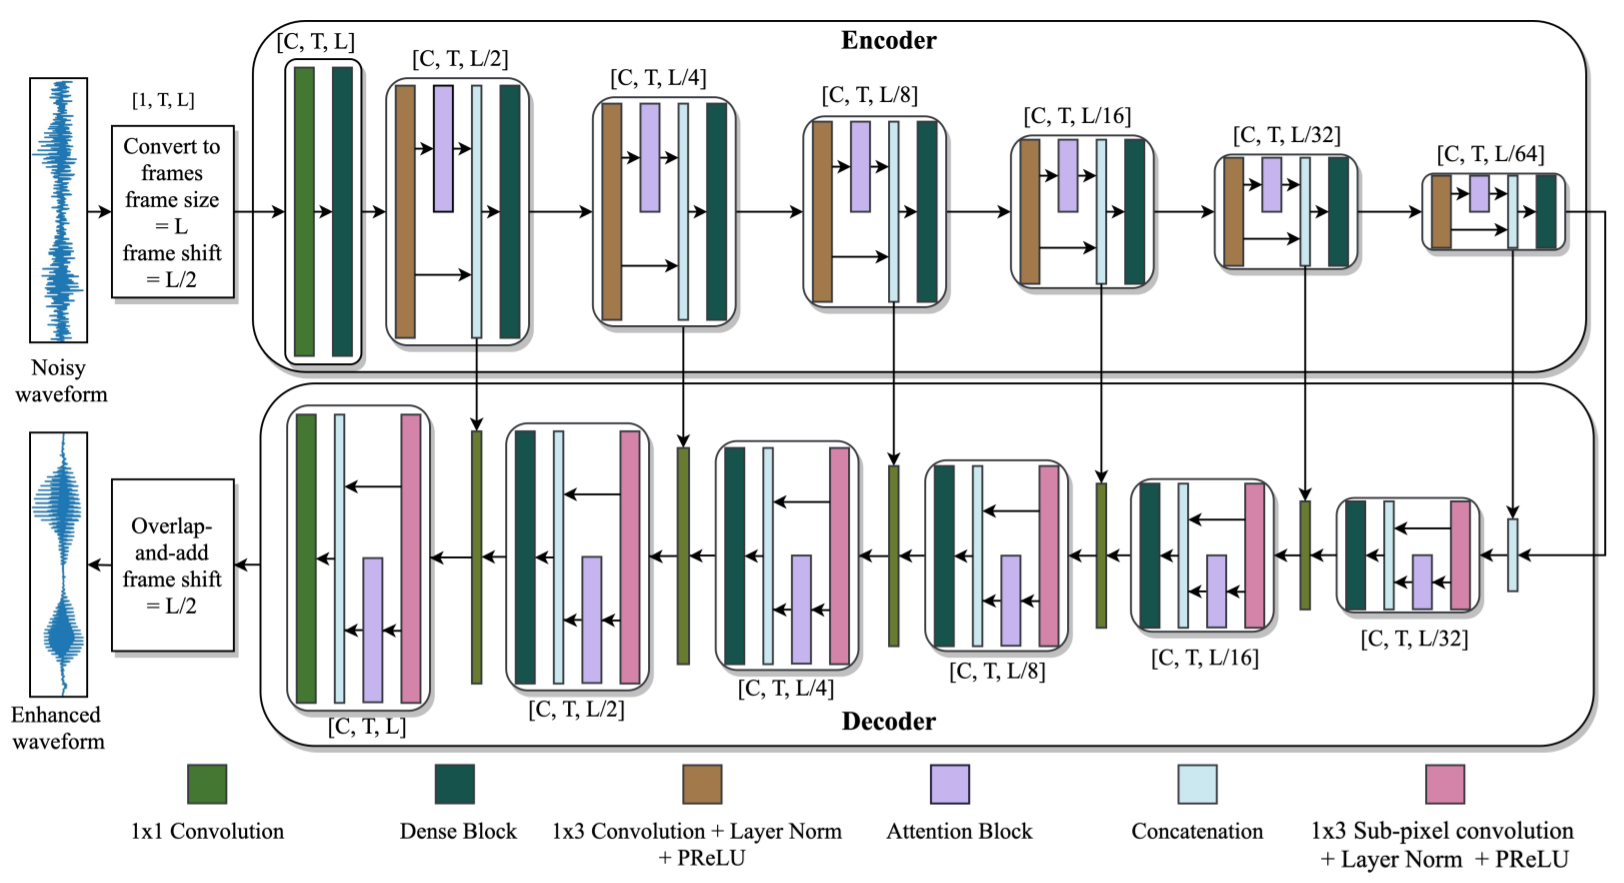 Encoder
[C, T, L]
[C, T, L/2]
[C, T, L/4]
[C, T, L/8]
[C, T, L/16]
[C, T, L/32]
[C, T, L/64]
[1, T, L]
Convert to
frames
frame size
= L
frame shift
= L/2
Noisy
waveform
Overlap-
and-add
frame shift
= L/2
Enhanced
waveform
[C, T, L]
[C, T, L/2]
[C, T, L/4]
[C, T, L/8]
[C, T, L/16]
[C, T, L/32]
Decoder
1x1 Convolution
Dense Block
1x3 Convolution + Layer Norm
+ PReLU
Attention Block
Concatenation
1x3 Sub-pixel convolution
+ Layer Norm + PReLU